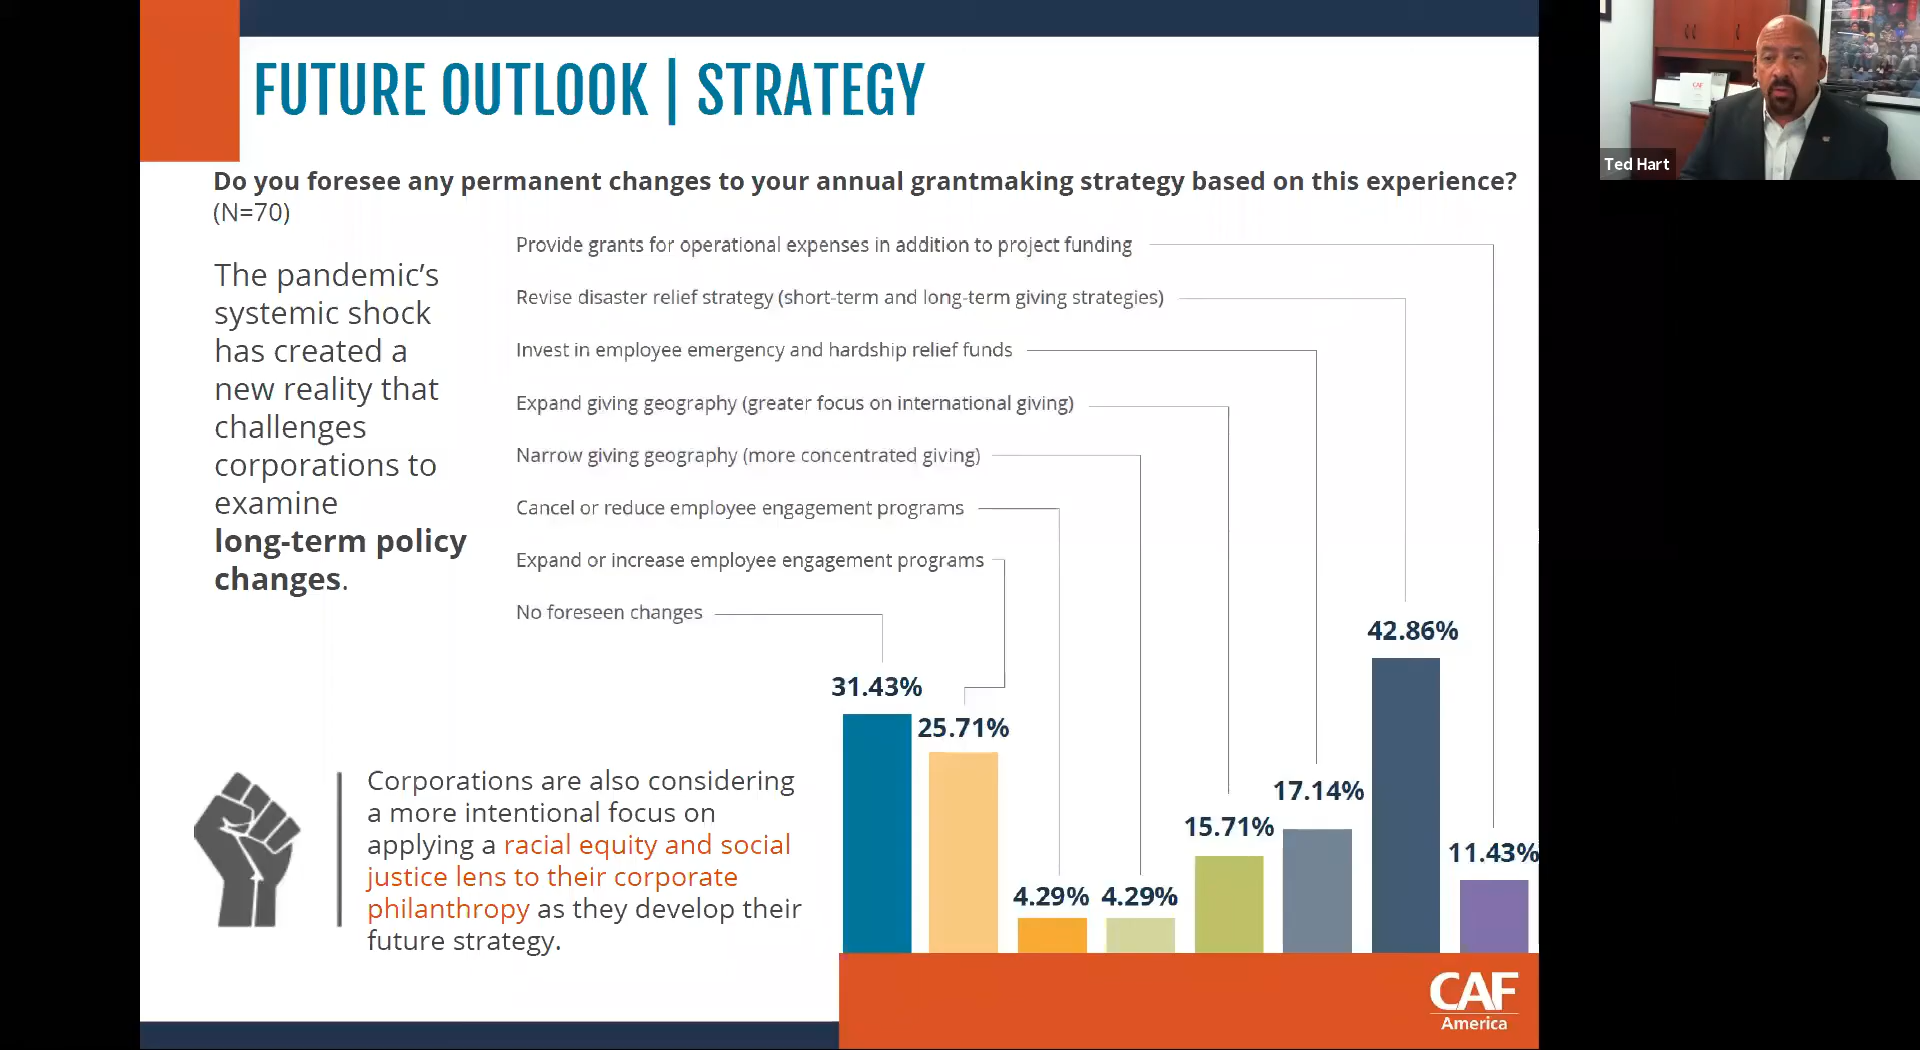 FUTURE OUTLOOK | STRATEGY
Do you foresee any permanent changes to your annual grantmaking strategy based on this experience?
(N=70)
The pandemic's
systemic shock
has created a
new reality that
challenges
corporations to
examine
long-term policy
changes.
Provide grants for operational expenses in addition to project funding
Revise disaster relief strategy (short-term and long-term giving strategies)
Invest in employee emergency and hardship relief funds
Expand giving geography (greater focus on international giving)
Narrow giving geography (more concentrated giving)
Cancel or reduce employee engagement programs
Expand or increase employee engagement programs
No foreseen changes
31.43%
25.71%
4.29%
4.29%
15.71%
17.14%
42.86%
11.43%
Corporations are also considering
a more intentional focus on
applying a racial equity and social
justice lens to their corporate
philanthropy as they develop their
future strategy.
CAF
America
Ted Hart
CAF